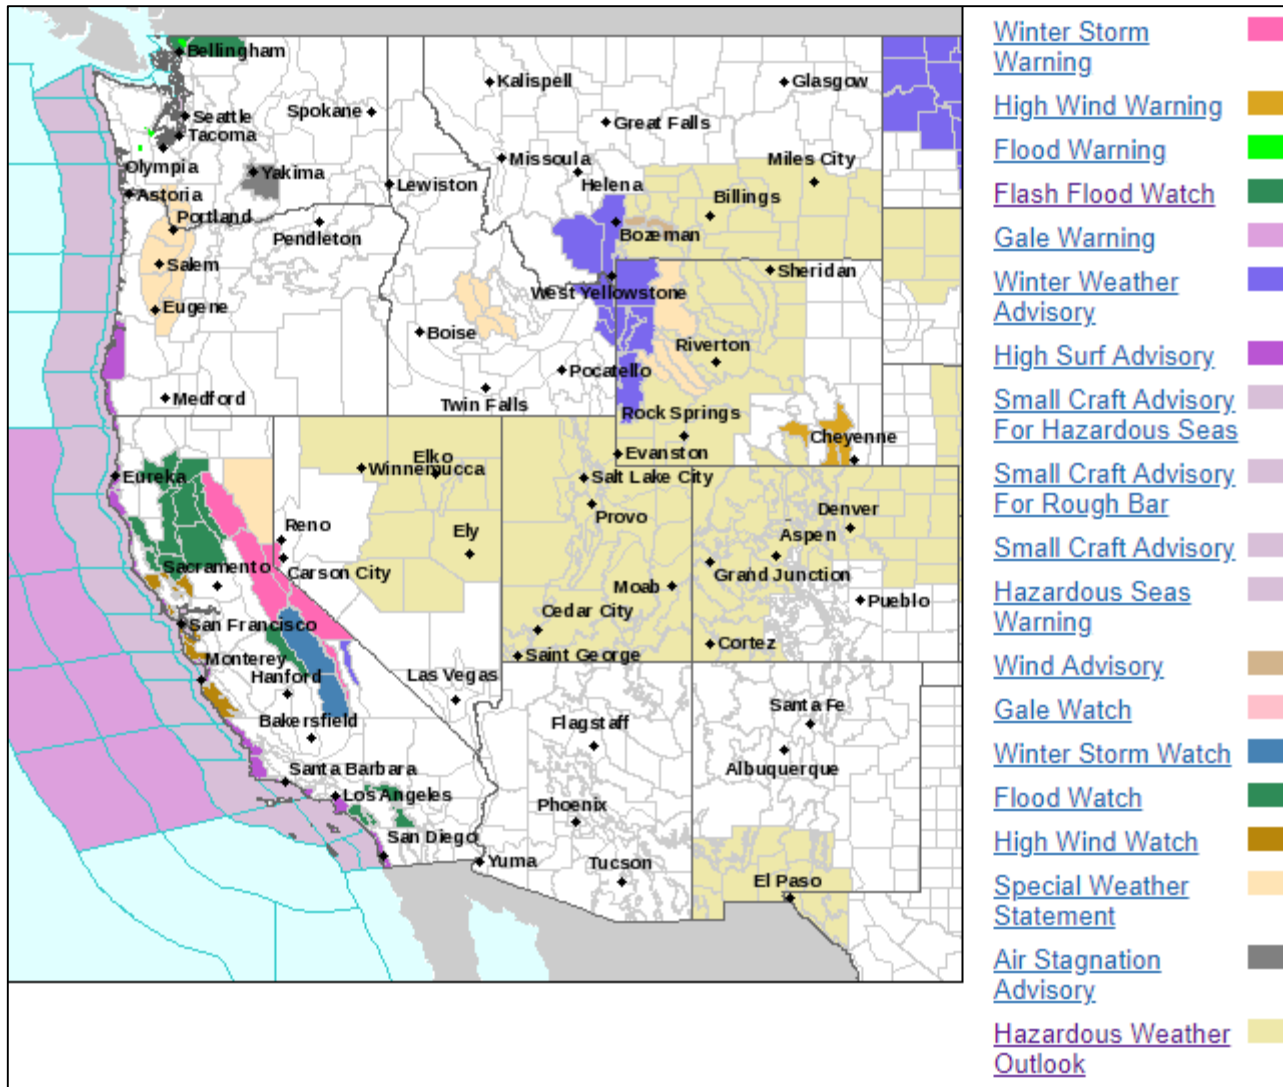 Bellingham
Kalispell
Glasgow
Seattle
Spokane
Great Falls
Tacoma
Olympia
Missoula
Miles City
Yakima
Helena
Lewiston
Astoria
Billings
Portland
Pendleton
Bozeman
Salem
Sheridan
West Yellowstone
Eugene
Boise
Riverton
Pocatello
Medford
Twin Falls
Rock Springs
Cheyenne
Elko
Evanston
Eureka
Winnemucca
Salt Lake City
Provo
Denver
Reno
Ely
Aspen
Sacramento
Carson City
Grand Junction
Moab
Pueblo
Cedar City
San Francisco
Cortez
Monterey
Saint George
Hanford
Las Vegas
Santa Fe
Bakersfield
Flagstaff
Albuquerque
Santa Barbara
Los Angeles
Phoenix
San Diego
Yuma
Tucson
El Paso
Winter Storm
Warning
High Wind Warning
Flood Warning
Flash Flood Watch
Gale Warning
Winter Weather
Advisory
High Surf Advisory
Small Craft Advisory
For Hazardous Seas
Small Craft Advisory
For Rough Bar
Small Craft Advisory
Hazardous Seas
Warning
Wind Advisory
Gale Watch
Winter Storm Watch
Flood Watch
High Wind Watch
Special Weather
Statement
Air Stagnation
Advisory
Hazardous Weather
Outlook